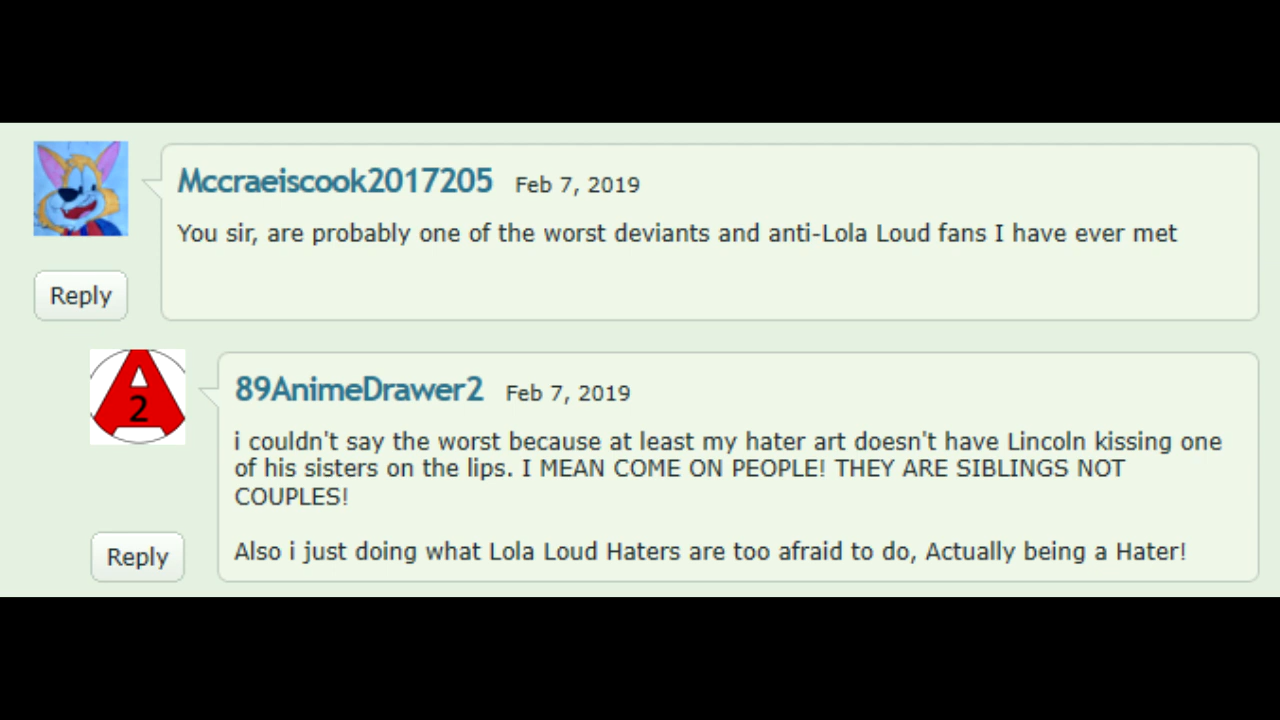 Mccraeiscook2017205 Feb 7, 2019
You sir, are probably one of the worst deviants and anti-Lola Loud fans I have ever met
Reply
2
89AnimeDrawer2 Feb 7, 2019
i couldn't say the worst because at least my hater art doesn't have Lincoln kissing one
of his sisters on the lips. I MEAN COME ON PEOPLE! THEY ARE SIBLINGS NOT
COUPLES!
Also i just doing what Lola Loud Haters are too afraid to do, Actually being a Hater!
Reply